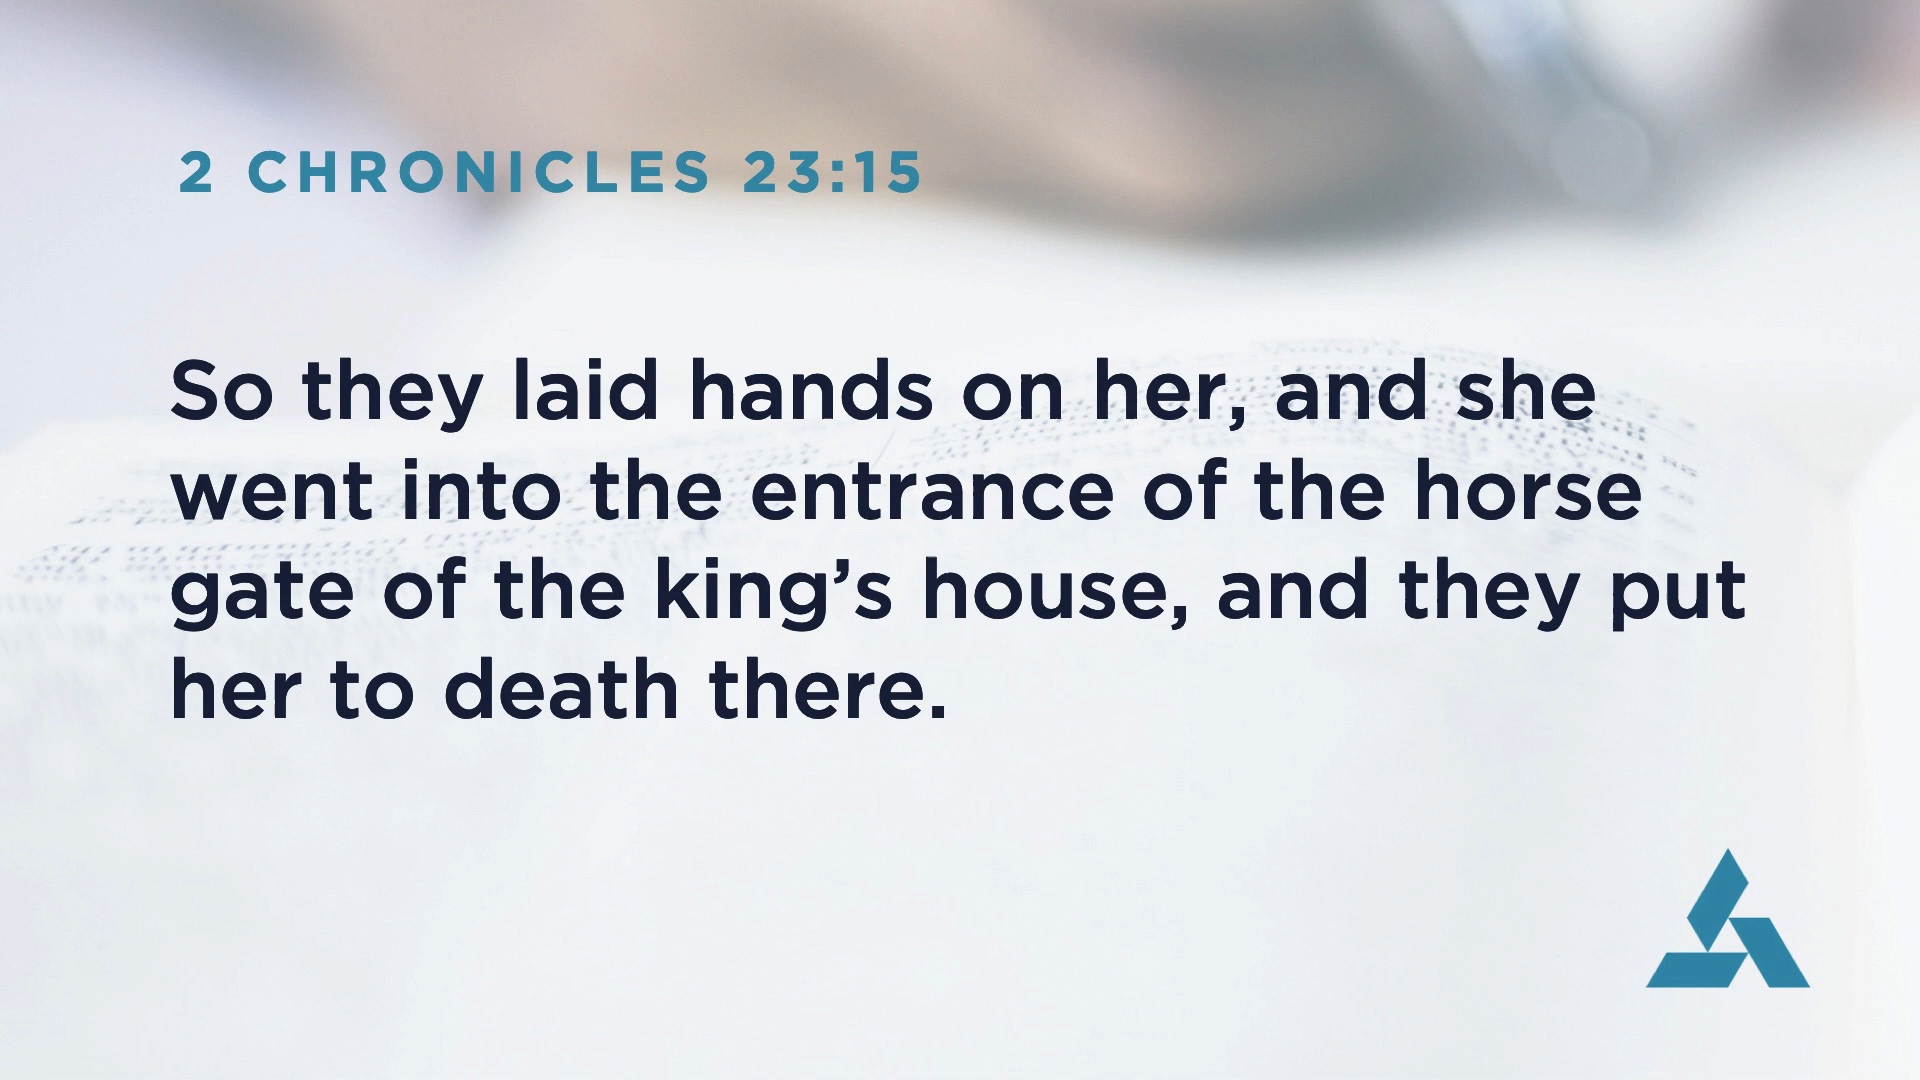 2 CHRONICLES 23:15
So they laid hands on her, and she
went into the entrance of the horse
gate of the king’s house, and they put
her to death there.